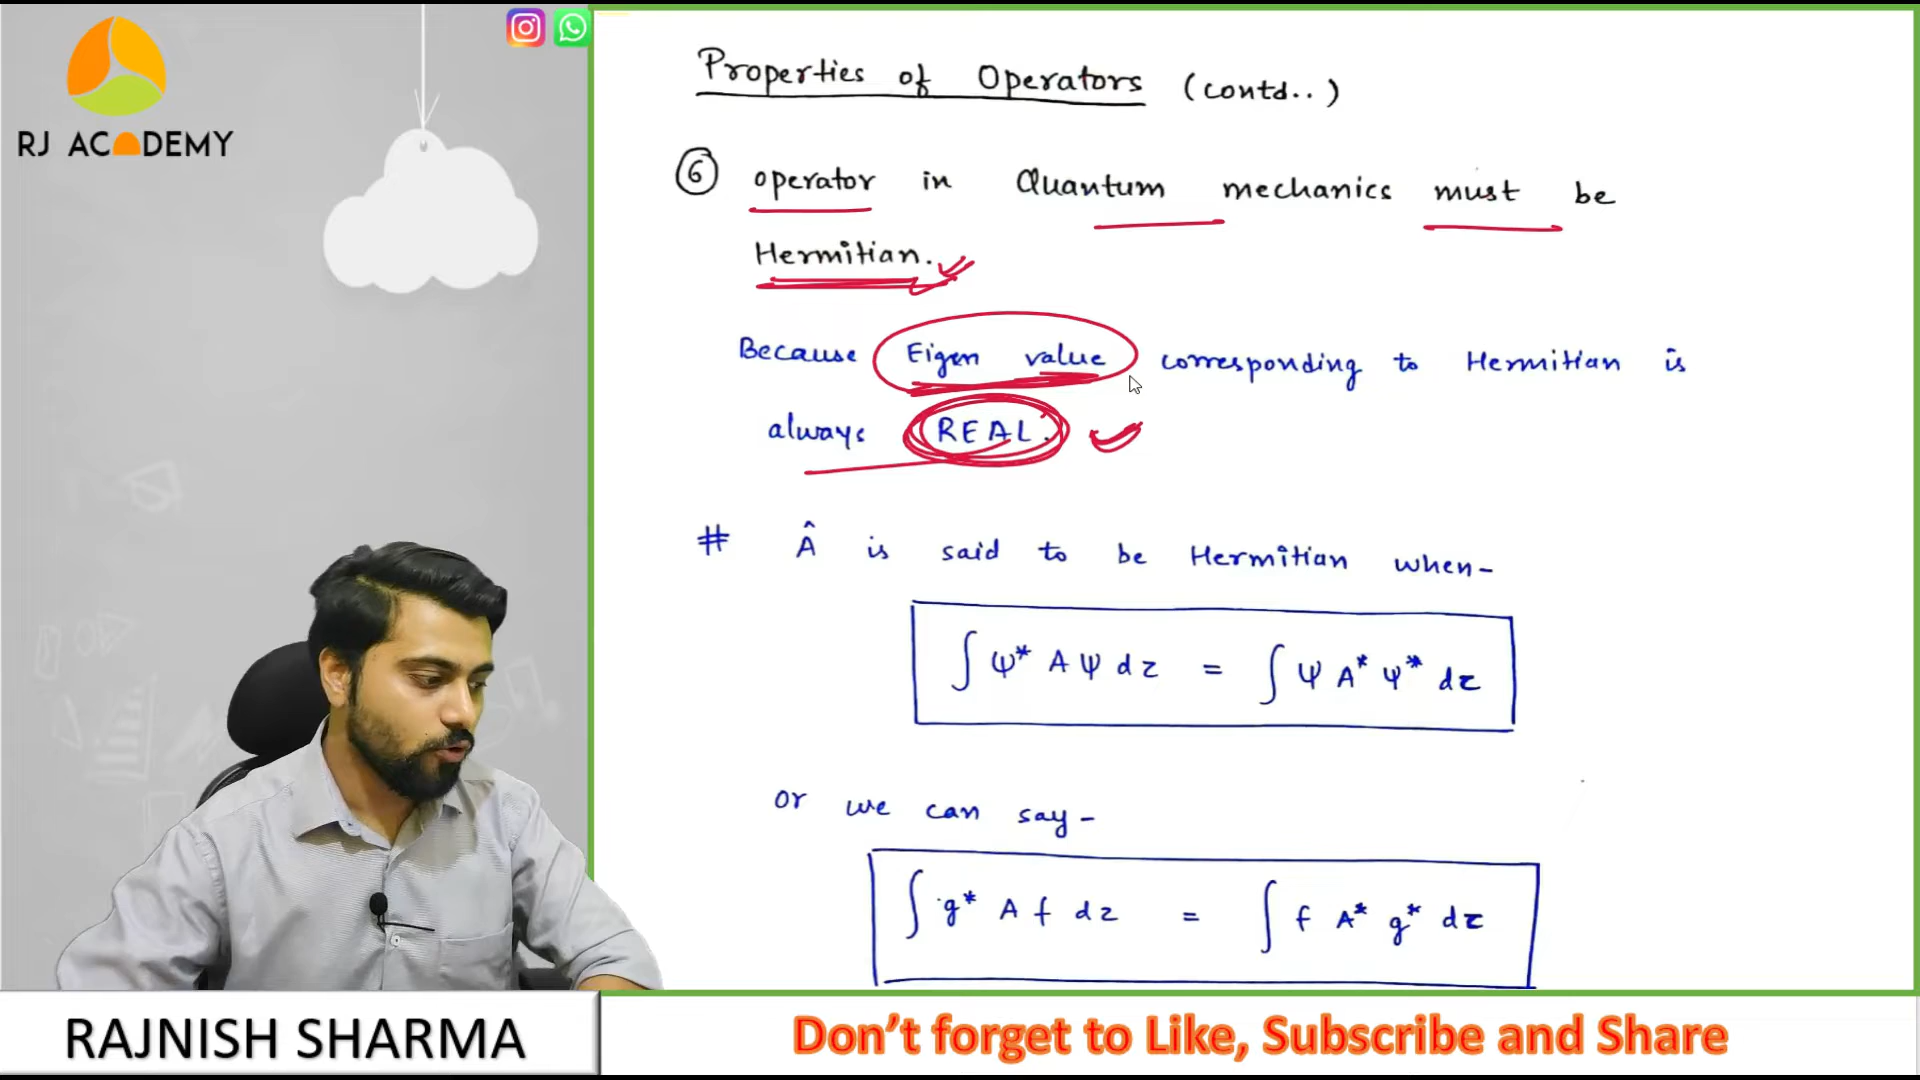 RJ ACADEMY
Properties of Operators (contd..)
⑥ operator in Quantum mechanics must be
Hermitian.
Because Eigen value corresponding to Hermitian is
always REAL.
# Â is said to be Hermitian when-
∫ ψ* A ψ dz = ∫ ψ A* ψ* dz
or we can say-
∫ g* A f dz = ∫ f A* g* dz
RAJNISH SHARMA
Don't forget to Like, Subscribe and Share